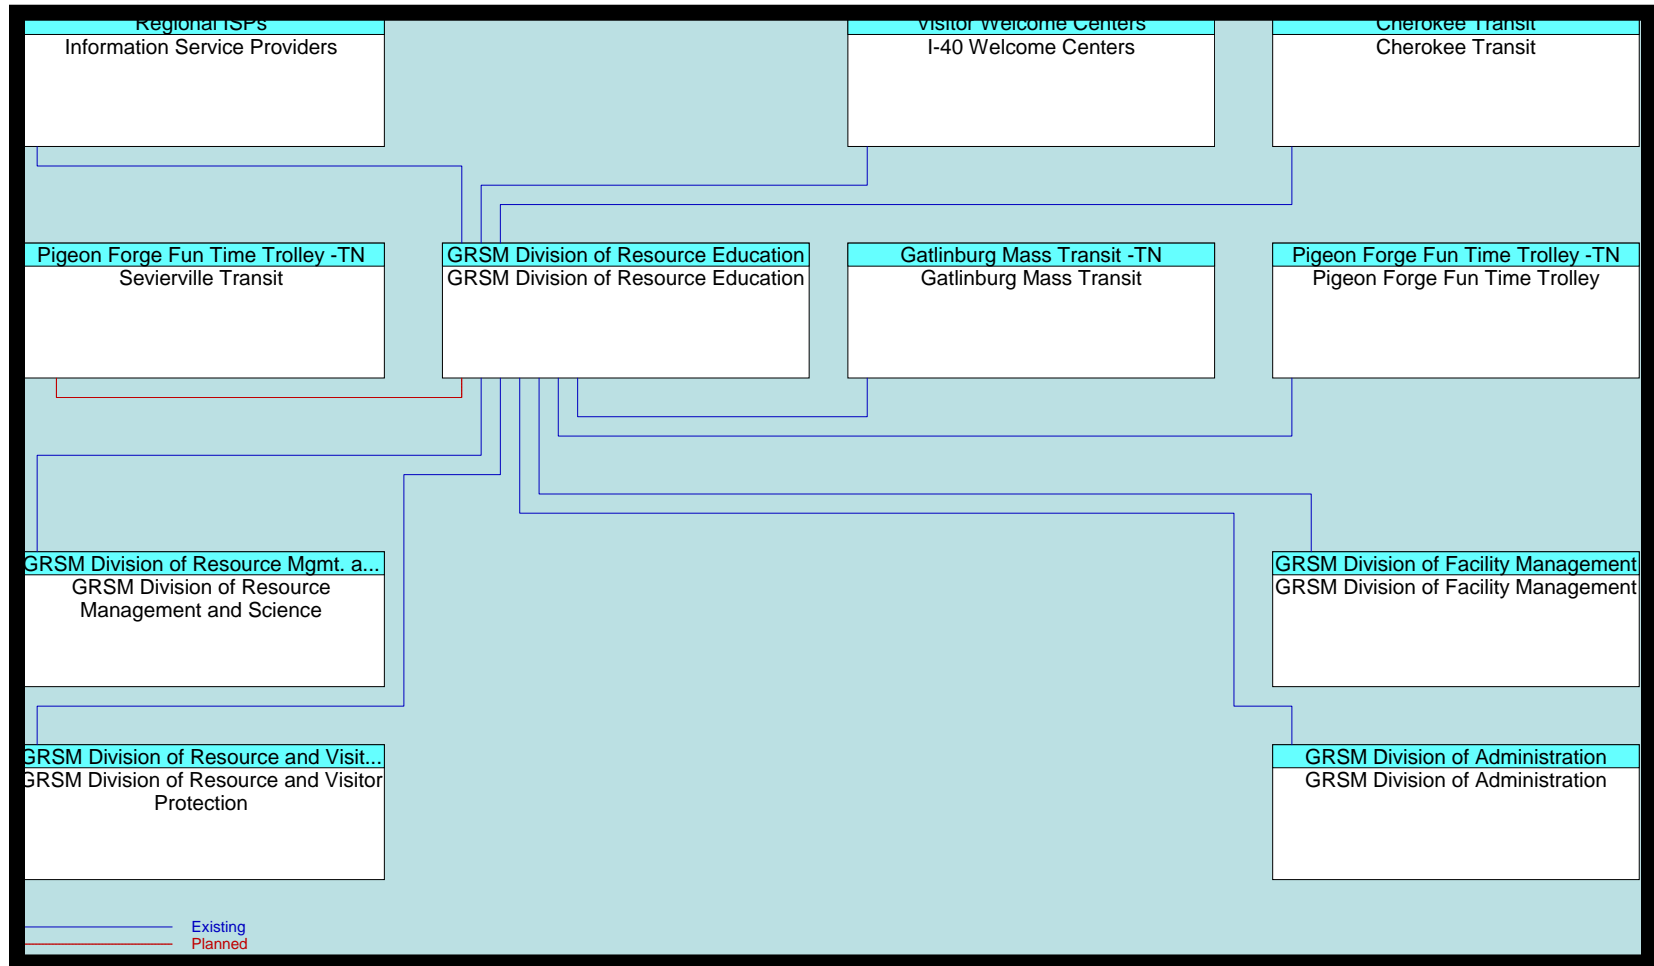 Regional ISPs
Information Service Providers
Visitor Welcome Centers
I-40 Welcome Centers
Cherokee Transit
Cherokee Transit
Pigeon Forge Fun Time Trolley -TN
Sevierville Transit
GRSM Division of Resource Education
GRSM Division of Resource Education
Gatlinburg Mass Transit -TN
Gatlinburg Mass Transit
Pigeon Forge Fun Time Trolley -TN
Pigeon Forge Fun Time Trolley
GRSM Division of Resource Mgmt. a...
GRSM Division of Resource
Management and Science
GRSM Division of Facility Management
GRSM Division of Facility Management
GRSM Division of Resource and Visit...
GRSM Division of Resource and Visitor
Protection
GRSM Division of Administration
GRSM Division of Administration
Existing
Planned